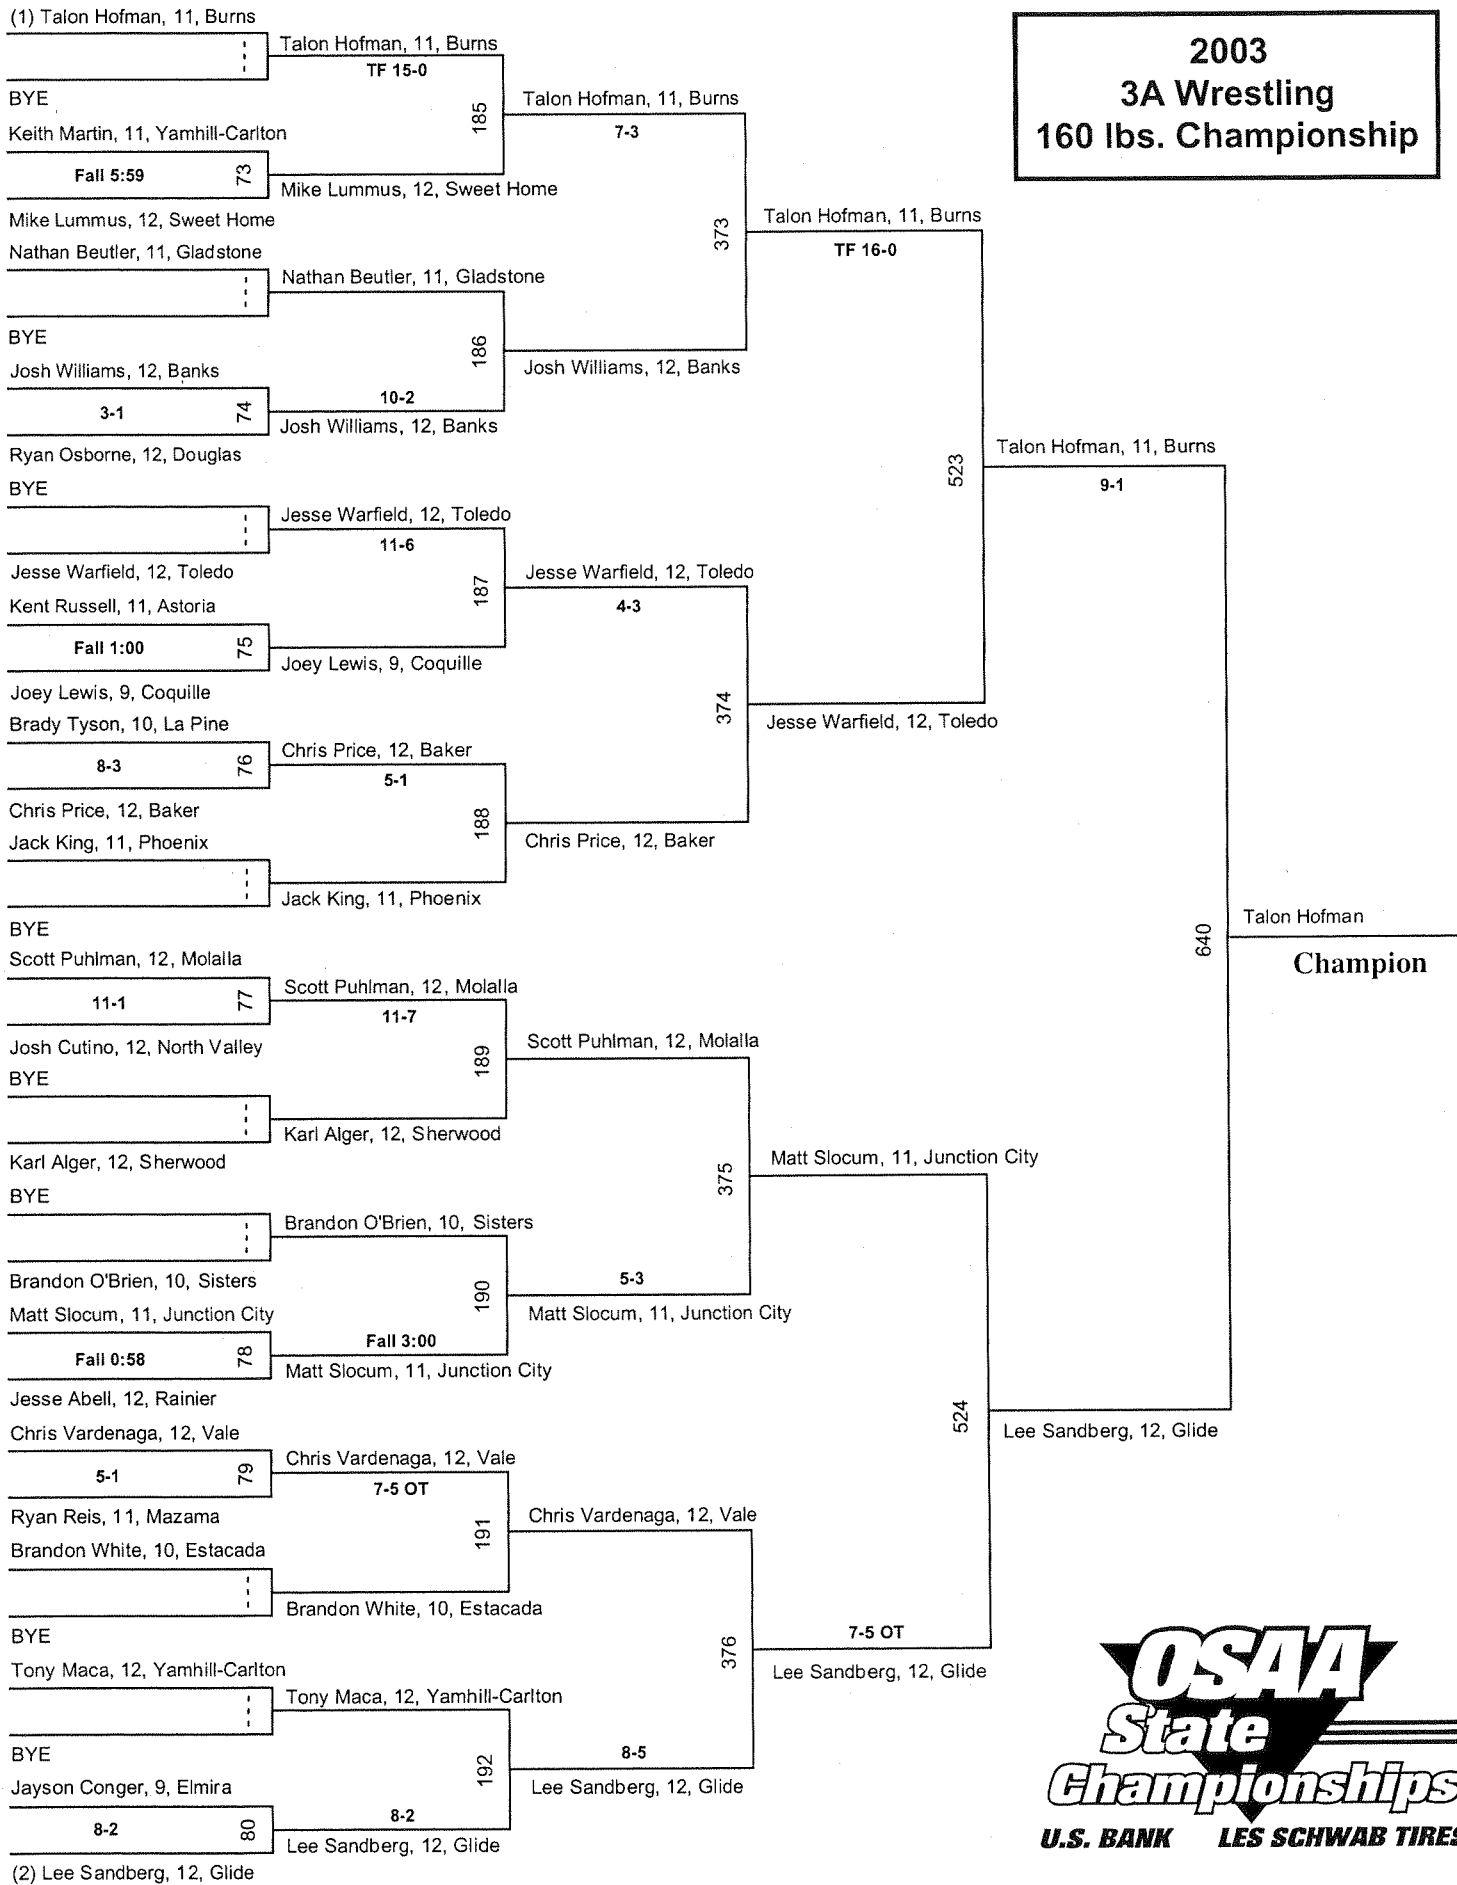 (1) Talon Hofman, 11, Burns
BYE
Keith Martin, 11, Yamhill-Carlton
Fall 5:59
73
Mike Lummus, 12, Sweet Home
Nathan Beutler, 11, Gladstone
BYE
Josh Williams, 12, Banks
3-1
74
Ryan Osborne, 12, Douglas
BYE
Jesse Warfield, 12, Toledo
Kent Russell, 11, Astoria
Fall 1:00
75
Joey Lewis, 9, Coquille
Brady Tyson, 10, La Pine
8-3
76
Chris Price, 12, Baker
Jack King, 11, Phoenix
BYE
Scott Puhlman, 12, Molalla
11-1
77
Josh Cutino, 12, North Valley
BYE
Karl Alger, 12, Sherwood
BYE
Brandon O'Brien, 10, Sisters
Matt Slocum, 11, Junction City
Fall 0:58
78
Jesse Abell, 12, Rainier
Chris Vardenaga, 12, Vale
5-1
79
Ryan Reis, 11, Mazama
Brandon White, 10, Estacada
BYE
Tony Maca, 12, Yamhill-Carlton
BYE
Jayson Conger, 9, Elmira
8-2
80
(2) Lee Sandberg, 12, Glide
Talon Hofman, 11, Burns
TF 15-0
185
Mike Lummus, 12, Sweet Home
Nathan Beutler, 11, Gladstone
186
10-2
Josh Williams, 12, Banks
Jesse Warfield, 12, Toledo
11-6
187
Joey Lewis, 9, Coquille
Chris Price, 12, Baker
5-1
188
Jack King, 11, Phoenix
Scott Puhlman, 12, Molalla
11-7
189
Karl Alger, 12, Sherwood
Brandon O'Brien, 10, Sisters
190
Fall 3:00
Matt Slocum, 11, Junction City
Chris Vardenaga, 12, Vale
7-5 OT
191
Brandon White, 10, Estacada
Tony Maca, 12, Yamhill-Carlton
192
8-2
Lee Sandberg, 12, Glide
Talon Hofman, 11, Burns
7-3
373
Josh Williams, 12, Banks
Jesse Warfield, 12, Toledo
4-3
374
Chris Price, 12, Baker
Scott Puhlman, 12, Molalla
375
5-3
Matt Slocum, 11, Junction City
Chris Vardenaga, 12, Vale
376
8-5
Lee Sandberg, 12, Glide
Talon Hofman, 11, Burns
TF 16-0
523
Jesse Warfield, 12, Toledo
Matt Slocum, 11, Junction City
524
7-5 OT
Lee Sandberg, 12, Glide
Talon Hofman, 11, Burns
9-1
640
Lee Sandberg, 12, Glide
Talon Hofman
Champion
2003
3A Wrestling
160 lbs. Championship
OSAA
State
Championships
U.S. BANK LES SCHWAB TIRES